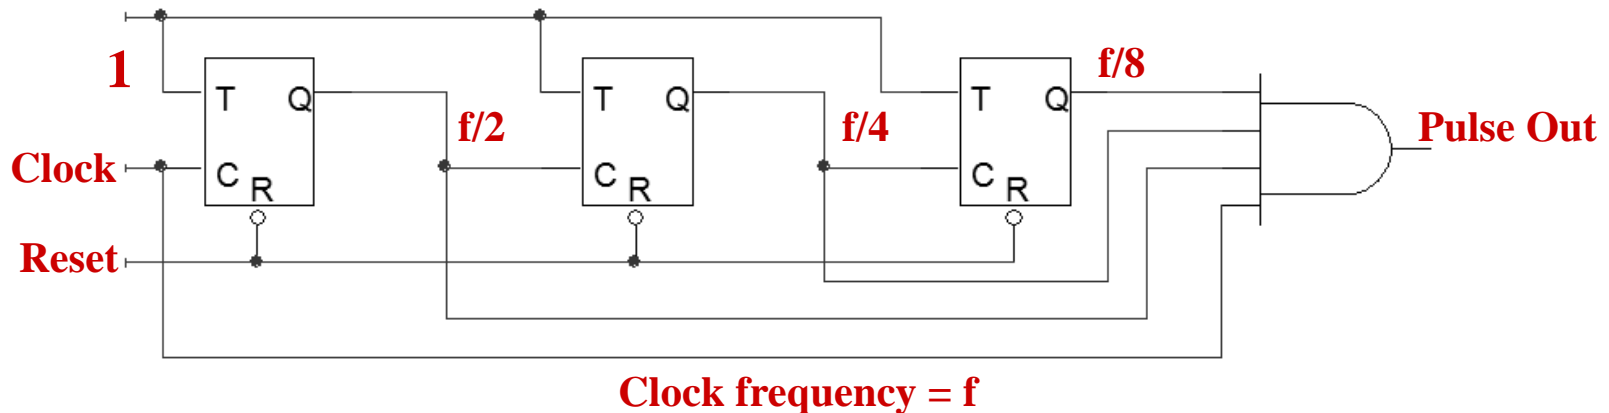 1
f/8
T Q
T Q
T Q
f/2
f/4
Pulse Out
Clock
C R
C R
C R
Reset
Clock frequency = f